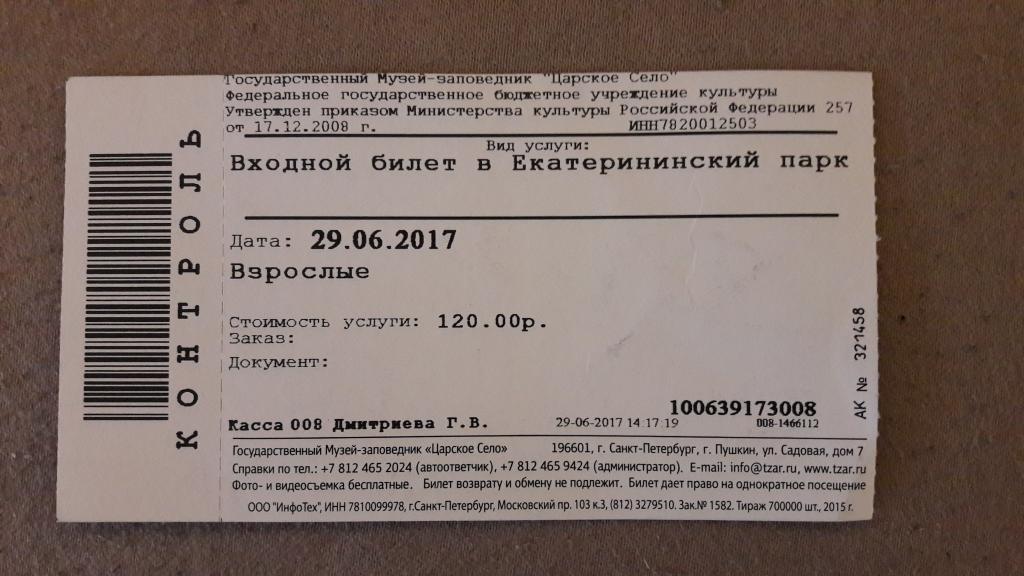 КОНТРОЛЬ
Государственный Музей-заповедник "Царское Село"
Федеральное государственное бюджетное учреждение культуры
Утвержден приказом Министерства культуры Российской Федерации 257
от 17.12.2008 г. ИНН7820012503
Вид услуги:
Входной билет в Екатерининский парк
Дата: 29.06.2017
Взрослые
Стоимость услуги: 120.00р.
Заказ:
Документ:
100639173008
Касса 008 Дмитриева Г.В. 29-06-2017 14:17:19 008-1466112
АК № 321458
Государственный Музей-заповедник «Царское Село» 196601, г. Санкт-Петербург, г. Пушкин, ул. Садовая, дом 7
Справки по тел.: +7 812 465 2024 (автоответчик), +7 812 465 9424 (администратор). E-mail: info@tzar.ru, www.tzar.ru
Фото- и видеосъемка бесплатные. Билет возврату и обмену не подлежит. Билет дает право на однократное посещение
ООО "ИнфоТех", ИНН 7810099978, г.Санкт-Петербург, Московский пр. 103 к.3, (812) 3279510. Зак.№ 1582. Тираж 700000 шт., 2015 г.